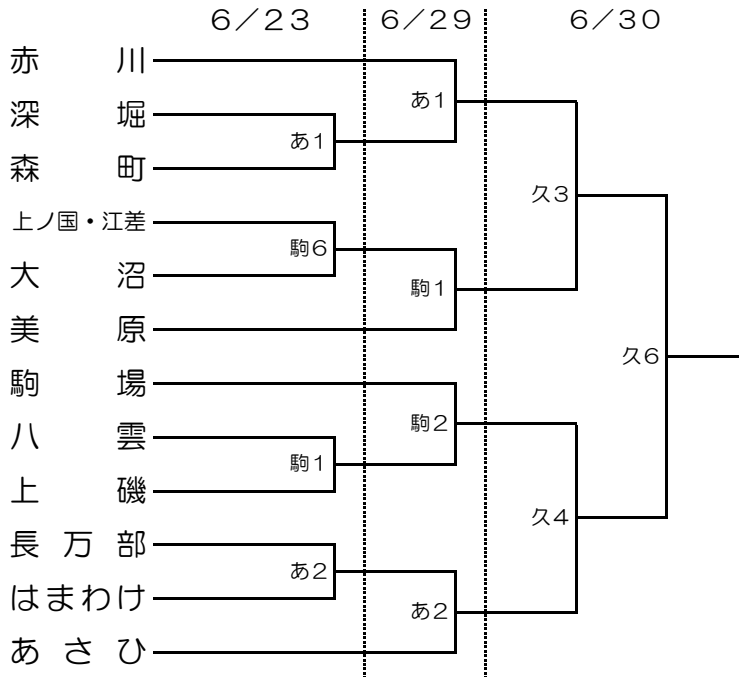 6／23 6／29 6／30
赤川
あ1
深堀
あ1
森町
久3
上ノ国・江差
駒6
大沼
駒1
美原
久6
駒場
駒2
八雲
駒1
上磯
久4
長万部
あ2
はまわけ
あ2
あさひ